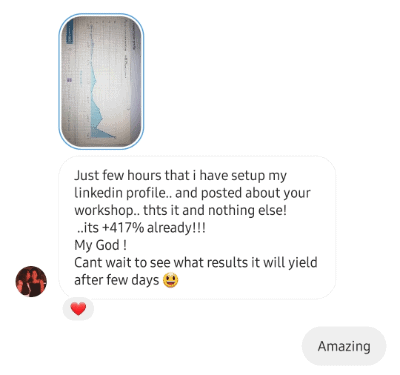 Just few hours that i have setup my
linkedin profile.. and posted about your
workshop.. thts it and nothing else!
..its +417% already!!!
My God !
Cant wait to see what results it will yield
after few days 😃
Amazing